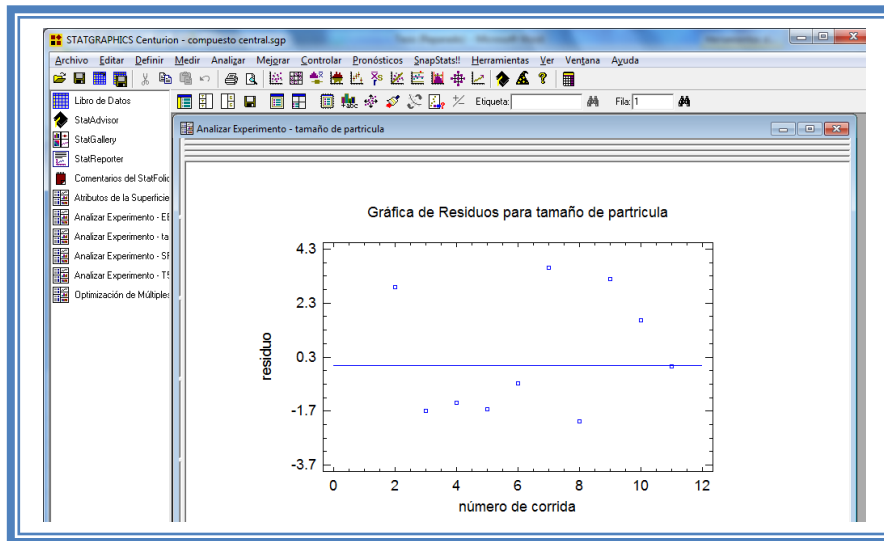 STATGRAPHICS Centurion - compuesto central.sgp
Archivo Editar Definir Medir Analizar Mejorar Controlar Pronósticos SnapStats!! Herramientas Ver Ventana Ayuda
Etiqueta: Fila: 1
Libro de Datos
StatAdvisor
StatGallery
StatReporter
Comentarios del StatFolio
Atributos de la Superficie
Analizar Experimento - EE
Analizar Experimento - ta
Analizar Experimento - SF
Analizar Experimento - T5
Optimización de Múltiples
Analizar Experimento - tamaño de partricula
Gráfica de Residuos para tamaño de partricula
4.3
2.3
0.3
-1.7
-3.7
residuo
0 2 4 6 8 10 12
número de corrida